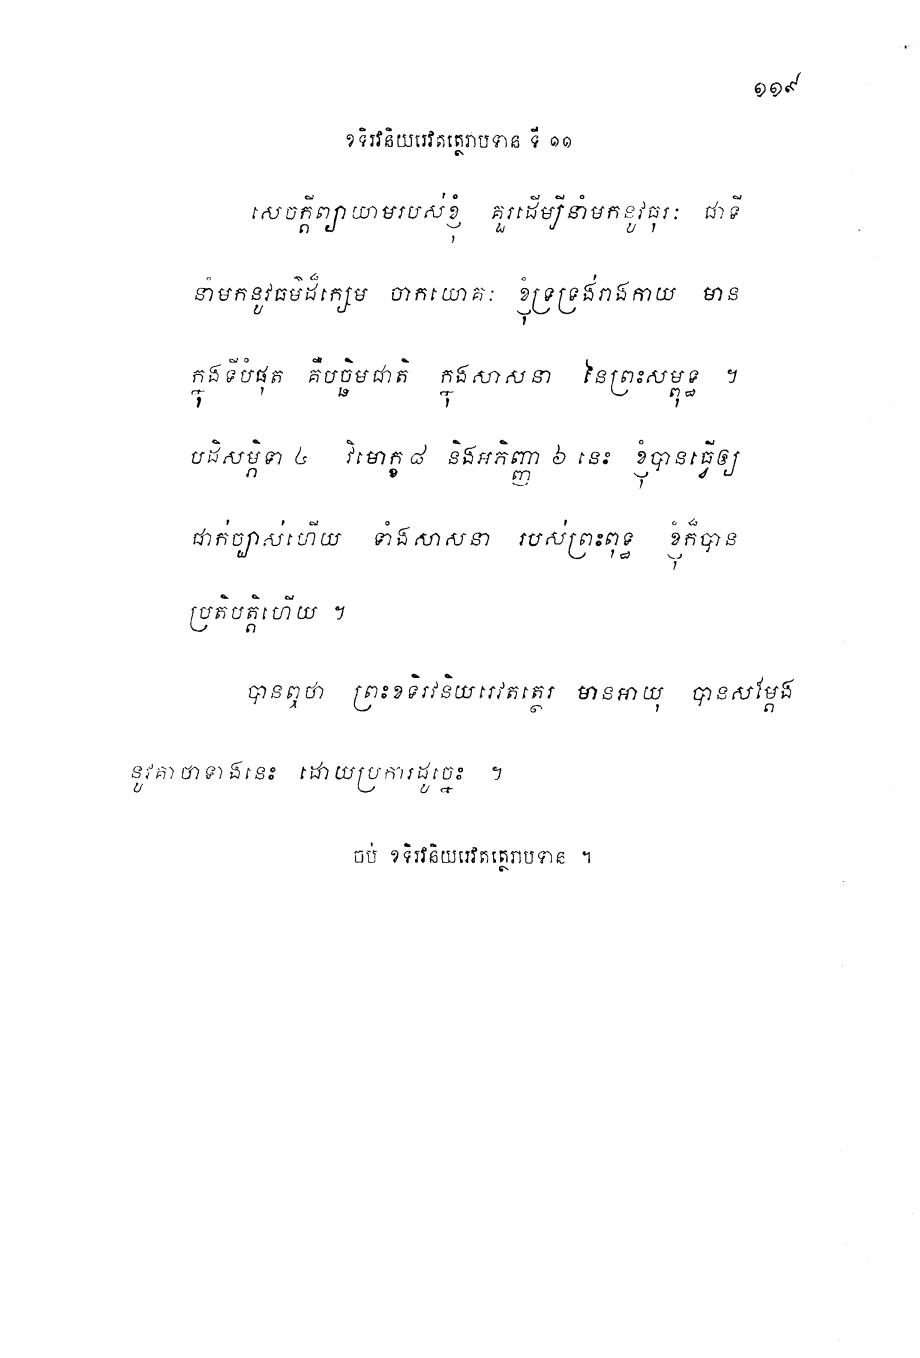 ១១៩
ខទិរវនិយរេវតត្ថេរាបទាន ទី ១១
សេចក្តីព្យាយាមរបស់ខ្ញុំ គួរដើម្បីនាំមកនូវធុរៈ ជាទី
នាំមកនូវធម៌ដ៏ក្សេម ចាកយោគៈ ខ្ញុំទ្រទ្រង់រាងកាយ មាន
ក្នុងទីបំផុត គឺបច្ឆិមជាតិ ក្នុងសាសនា នៃព្រះសម្ពុទ្ធ ។
បដិសម្ភិទា ៤ វិមោក្ខ ៨ និងអភិញ្ញា ៦ នេះ ខ្ញុំបានធ្វើឲ្យ
ជាក់ច្បាស់ហើយ ទាំងសាសនា របស់ព្រះពុទ្ធ ខ្ញុំក៏បាន
ប្រតិបត្តិហើយ ។
បានឮថា ព្រះខទិរវនិយរេវតត្ថេរ មានអាយុ បានសម្តែង
នូវគាថាទាំងនេះ ដោយប្រការដូច្នេះ ។
ចប់ ខទិរវនិយរេវតត្ថេរាបទាន ។